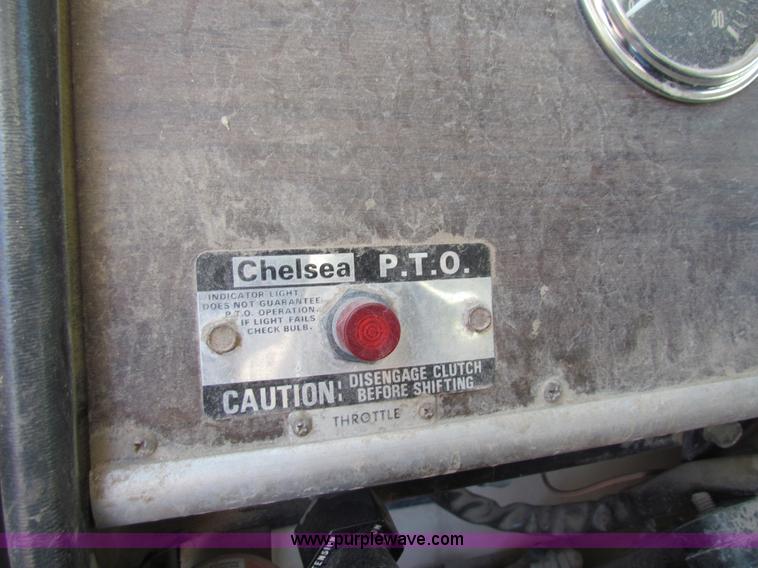 30
Chelsea P.T.O.
INDICATOR LIGHT
DOES NOT GUARANTEE
P.T.O. OPERATION.
IF LIGHT FAILS
CHECK BULB.
CAUTION: DISENGAGE CLUTCH
BEFORE SHIFTING
THROTTLE
www.purplewave.com